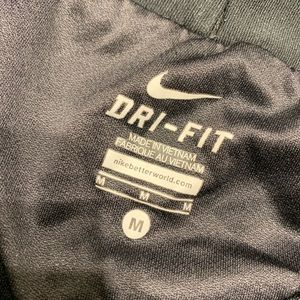 DRI-FIT
MADE IN VIETNAM
FABRIQUE AU VIETNAM
nikebetterworld.com
M M M
M